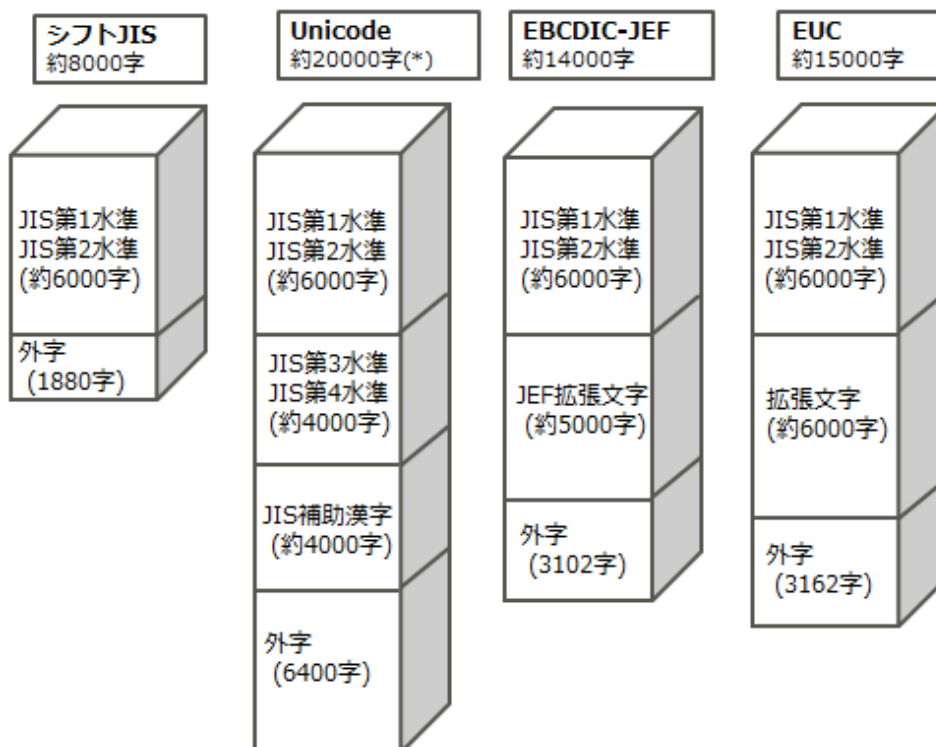 シフトJIS
約8000字
Unicode
約20000字(*)
EBCDIC-JEF
約14000字
EUC
約15000字
JIS第1水準
JIS第2水準
(約6000字)
外字
(1880字)
JIS第1水準
JIS第2水準
(約6000字)
JIS第3水準
JIS第4水準
(約4000字)
JIS補助漢字
(約4000字)
外字
(6400字)
JIS第1水準
JIS第2水準
(約6000字)
JEF拡張文字
(約5000字)
外字
(3102字)
JIS第1水準
JIS第2水準
(約6000字)
拡張文字
(約6000字)
外字
(3162字)